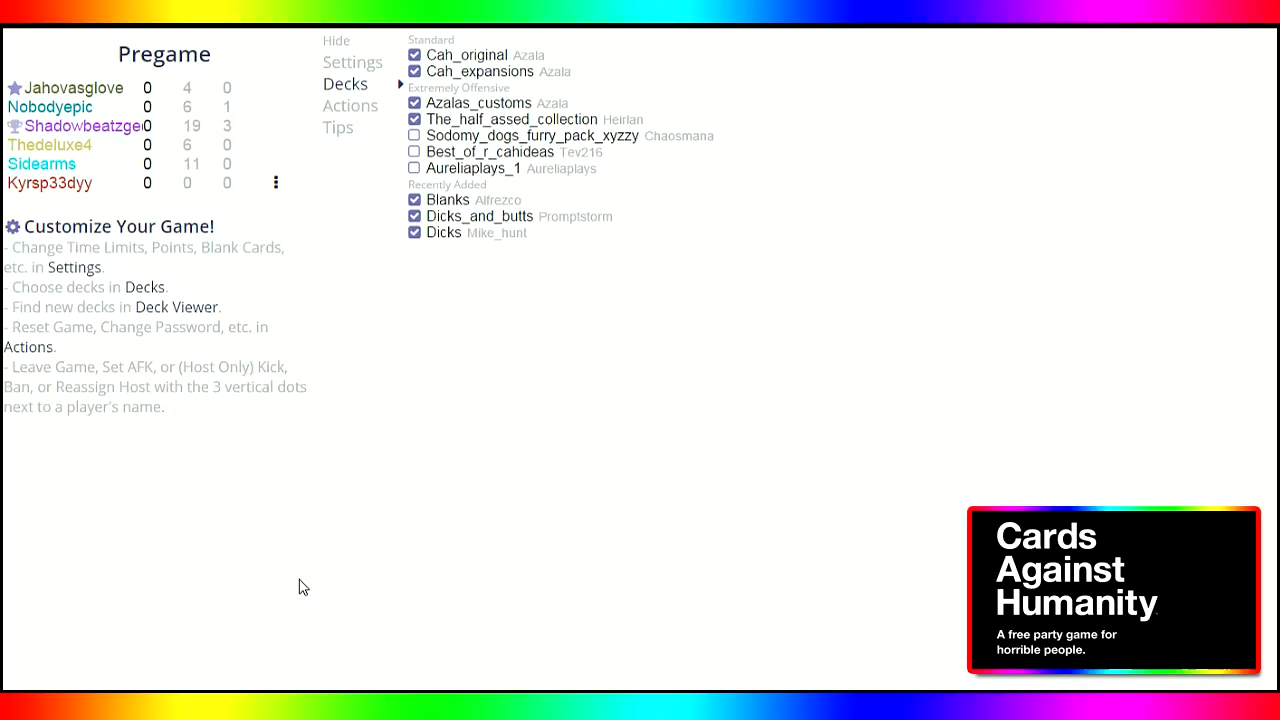 Pregame
Jahovasglove 0 4 0
Nobodyepic 0 6 1
Shadowbeatzge 0 19 3
Thedeluxe4 0 6 0
Sidearms 0 11 0
Kyrsp33dyy 0 0 0
Customize Your Game!
- Change Time Limits, Points, Blank Cards,
etc. in Settings.
- Choose decks in Decks.
- Find new decks in Deck Viewer.
- Reset Game, Change Password, etc. in
Actions.
- Leave Game, Set AFK, or (Host Only) Kick,
Ban, or Reassign Host with the 3 vertical dots
next to a player's name.
Hide
Settings
Decks
Actions
Tips
Standard
Cah_original Azala
Cah_expansions Azala
Extremely Offensive
Azalas_customs Azala
The_half_assed_collection Heirlan
Sodomy_dogs_furry_pack_xyzzy Chaosmana
Best_of_r_cahideas Tev216
Aureliaplays_1 Aureliaplays
Recently Added
Blanks Alfrezco
Dicks_and_butts Promptstorm
Dicks Mike_hunt
Cards
Against
Humanity
A free party game for
horrible people.